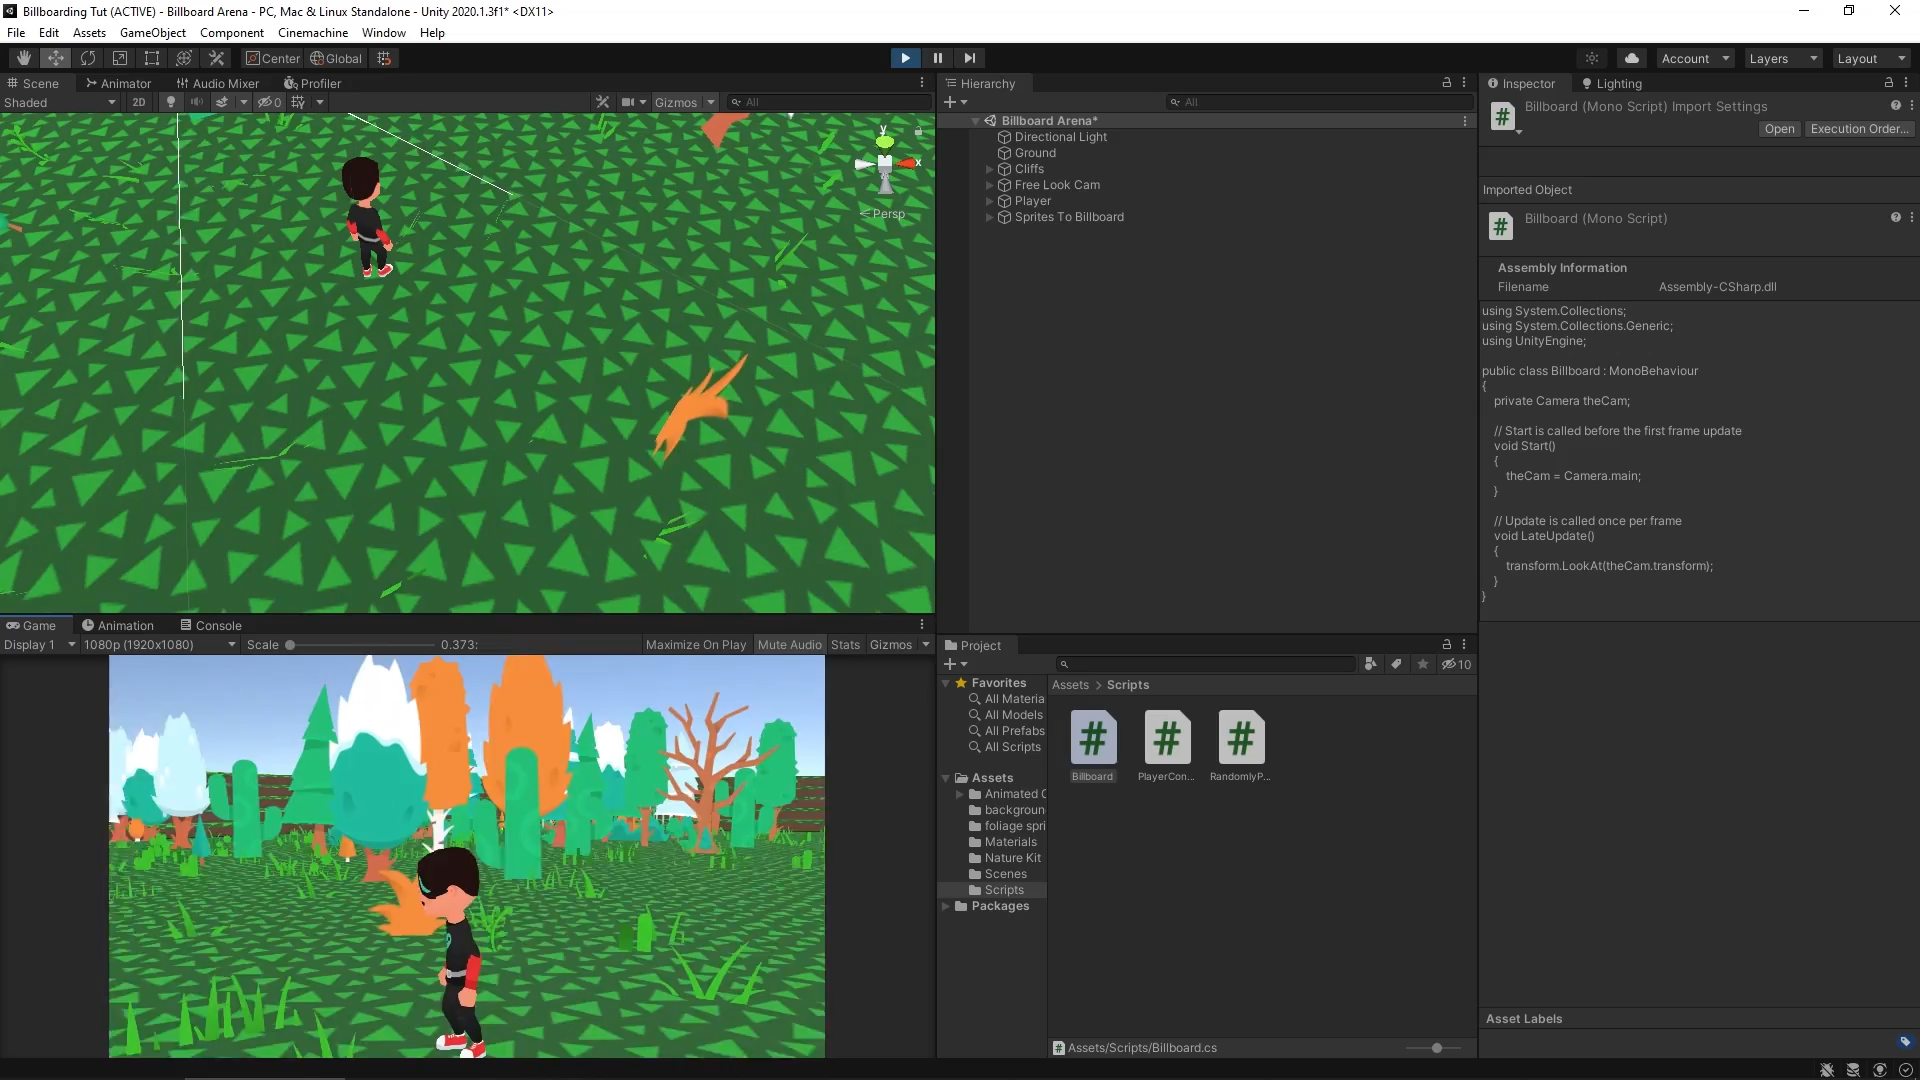 Billboarding Tut (ACTIVE) - Billboard Arena - PC, Mac & Linux Standalone - Unity 2020.1.3f1* <DX11>
File Edit Assets GameObject Component Cinemachine Window Help
Center Global Account Layers Layout
Scene Animator Audio Mixer Profiler
Shaded 2D 0 Gizmos All
y
x
Persp
Hierarchy
All
Billboard Arena*
Directional Light
Ground
Cliffs
Free Look Cam
Player
Sprites To Billboard
Inspector Lighting
Billboard (Mono Script) Import Settings
Open Execution Order...
Imported Object
Billboard (Mono Script)
Assembly Information
Filename Assembly-CSharp.dll
using System.Collections;
using System.Collections.Generic;
using UnityEngine;
public class Billboard : MonoBehaviour
{
private Camera theCam;
// Start is called before the first frame update
void Start()
{
theCam = Camera.main;
}
// Update is called once per frame
void LateUpdate()
{
transform.LookAt(theCam.transform);
}
}
Asset Labels
Game Animation Console
Display 1 1080p (1920x1080) Scale 0.373: Maximize On Play Mute Audio Stats Gizmos
Project
10
Favorites
All Materia
All Models
All Prefabs
All Scripts
Assets
Animated C
backgroun
foliage spri
Materials
Nature Kit
Scenes
Scripts
Packages
Assets > Scripts
# # #
Billboard PlayerCon... RandomlyP...
Assets/Scripts/Billboard.cs